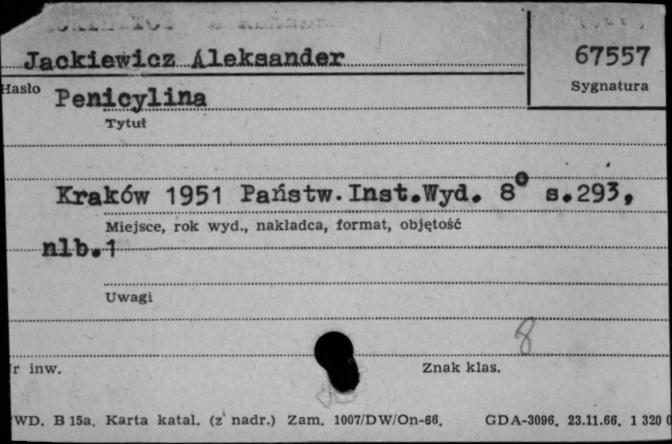 Jackiewicz Aleksander
67557
Hasło
Sygnatura
Penicylina
Tytuł
Kraków 1951 Państw. Inst. Wyd. 8° s. 293,
Miejsce, rok wyd., nakładca, format, objętość
nlb. 1
Uwagi
8
r inw.
Znak klas.
WD. B 15a. Karta katal. (z nadr.) Zam. 1007/DW/On-66. GDA-3096. 23.11.66. 1 320 0